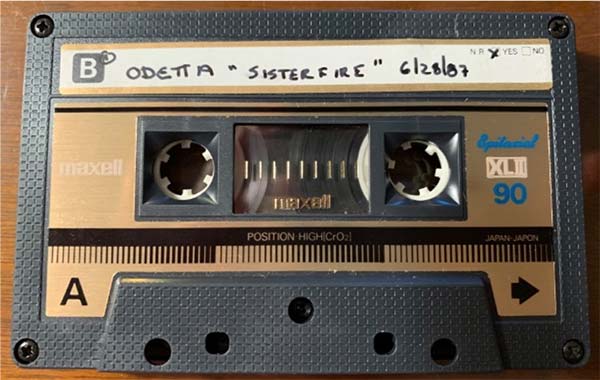 N.R. X YES NO
B ODETTA "SISTERFIRE" 6/28/87
maxell
Epitaxial
XLII
90
maxell
POSITION·HIGH[CrO2]
JAPAN·JAPON
A